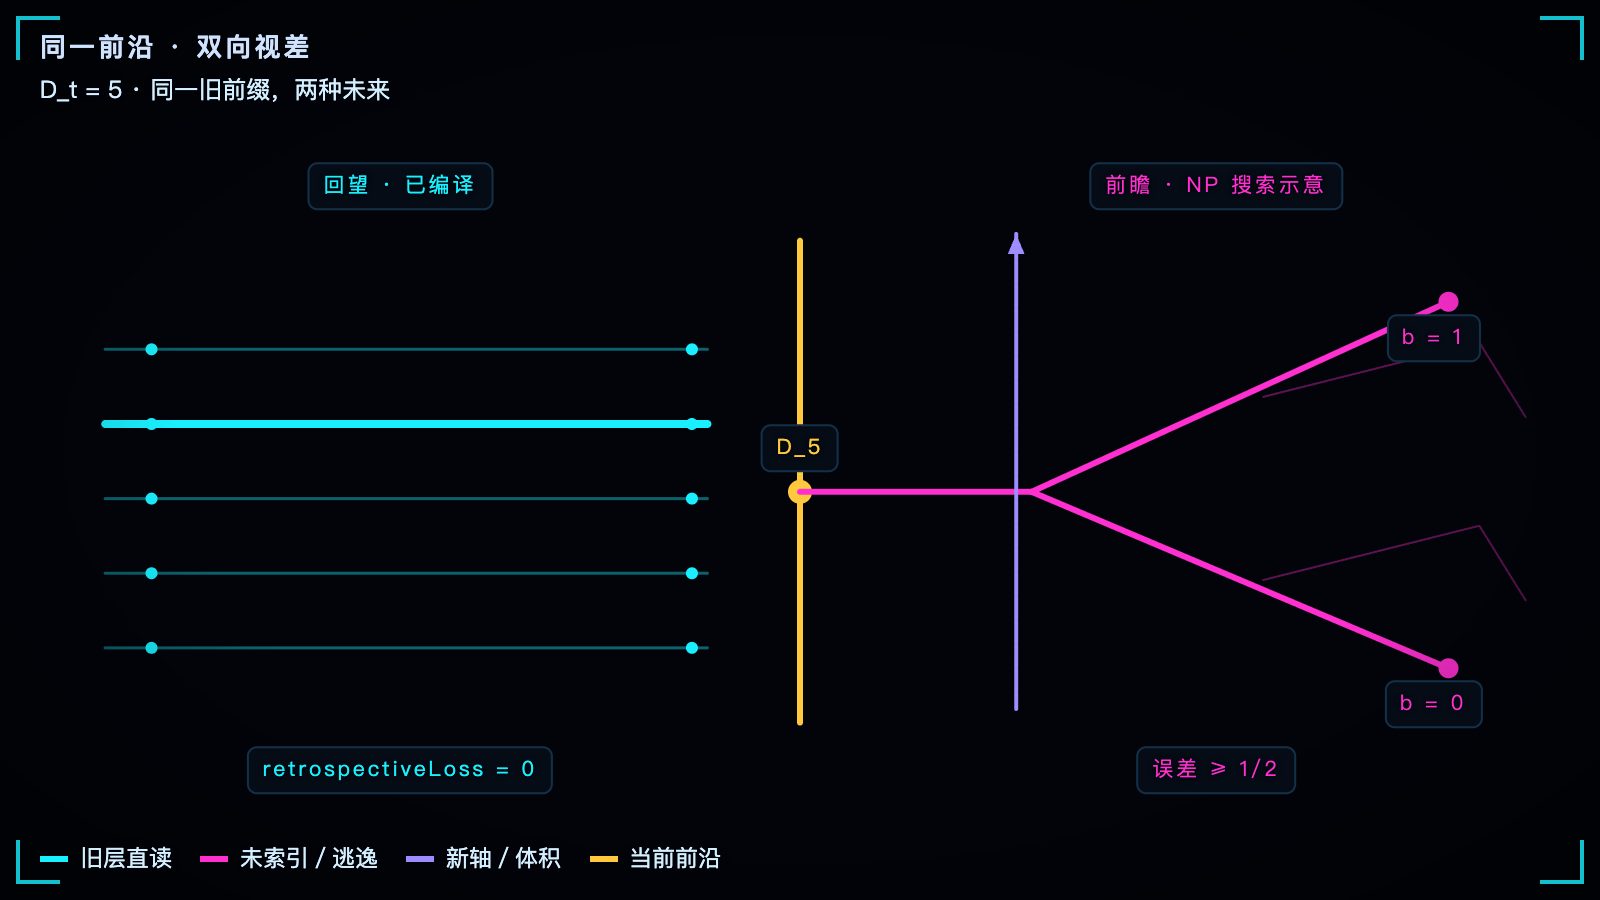 同一前沿 · 双向视差
D_t = 5 · 同一旧前缀，两种未来
回望 · 已编译
前瞻 · NP 搜索示意
b = 1
D_5
b = 0
retrospectiveLoss = 0
误差 ⩾ 1/2
旧层直读
未索引 / 逃逸
新轴 / 体积
当前前沿